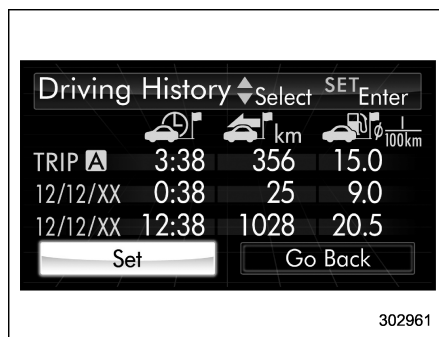 Driving History Select SET Enter
km ø l/100km
TRIP A 3:38 356 15.0
12/12/XX 0:38 25 9.0
12/12/XX 12:38 1028 20.5
Set Go Back
302961